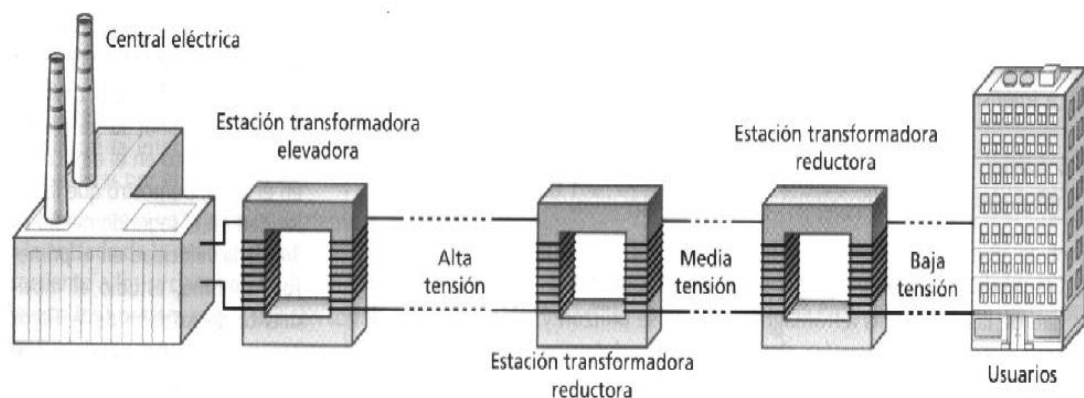 Central eléctrica
Estación transformadora
elevadora
Alta
tensión
Estación transformadora
reductora
Media
tensión
Estación transformadora
reductora
Baja
tensión
Usuarios